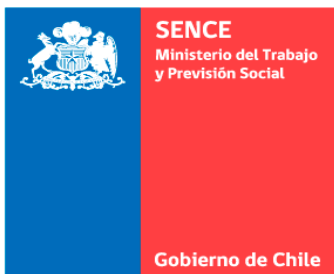 SENCE
Ministerio del Trabajo
y Previsión Social
Gobierno de Chile